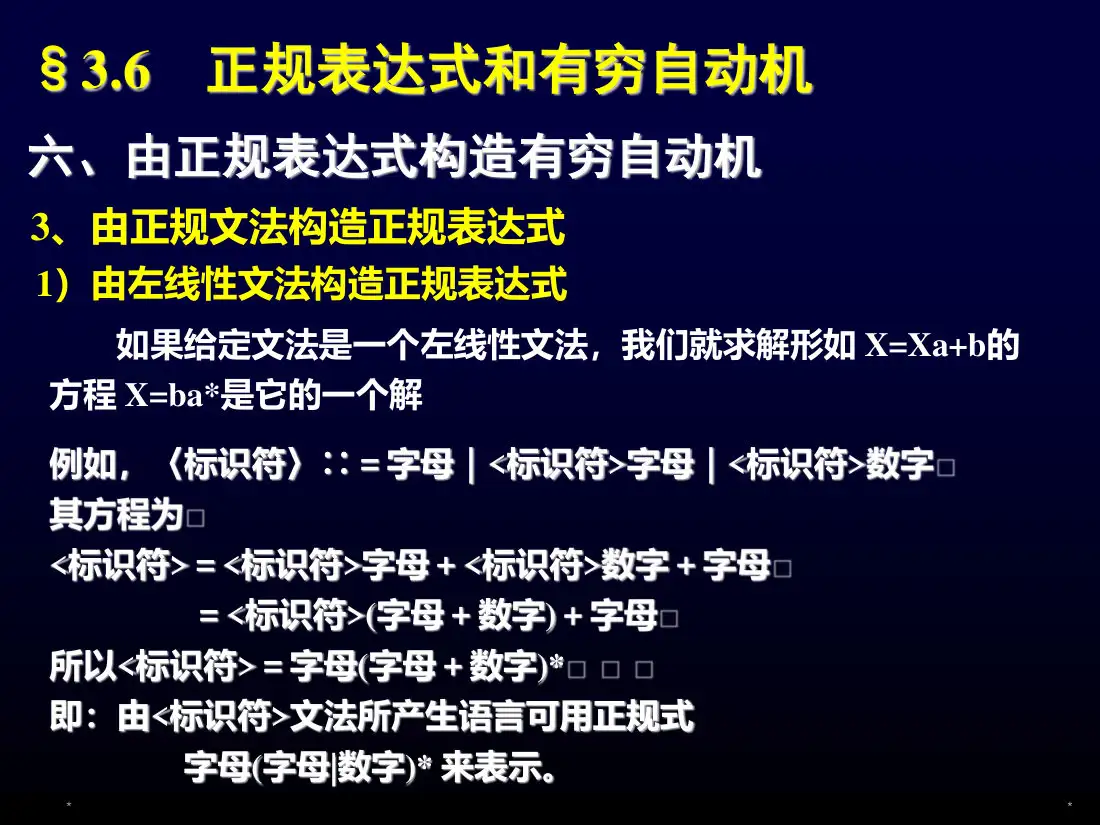 §3.6 正规表达式和有穷自动机
六、由正规表达式构造有穷自动机
3、由正规文法构造正规表达式
1）由左线性文法构造正规表达式
如果给定文法是一个左线性文法，我们就求解形如 X=Xa+b的
方程 X=ba*是它的一个解
例如，〈标识符〉∷＝字母｜<标识符>字母｜<标识符>数字□
其方程为□
<标识符>＝<标识符>字母＋<标识符>数字＋字母□
＝<标识符>(字母＋数字)＋字母□
所以<标识符>＝字母(字母＋数字)*□ □ □
即：由<标识符>文法所产生语言可用正规式
字母(字母|数字)* 来表示。
* *